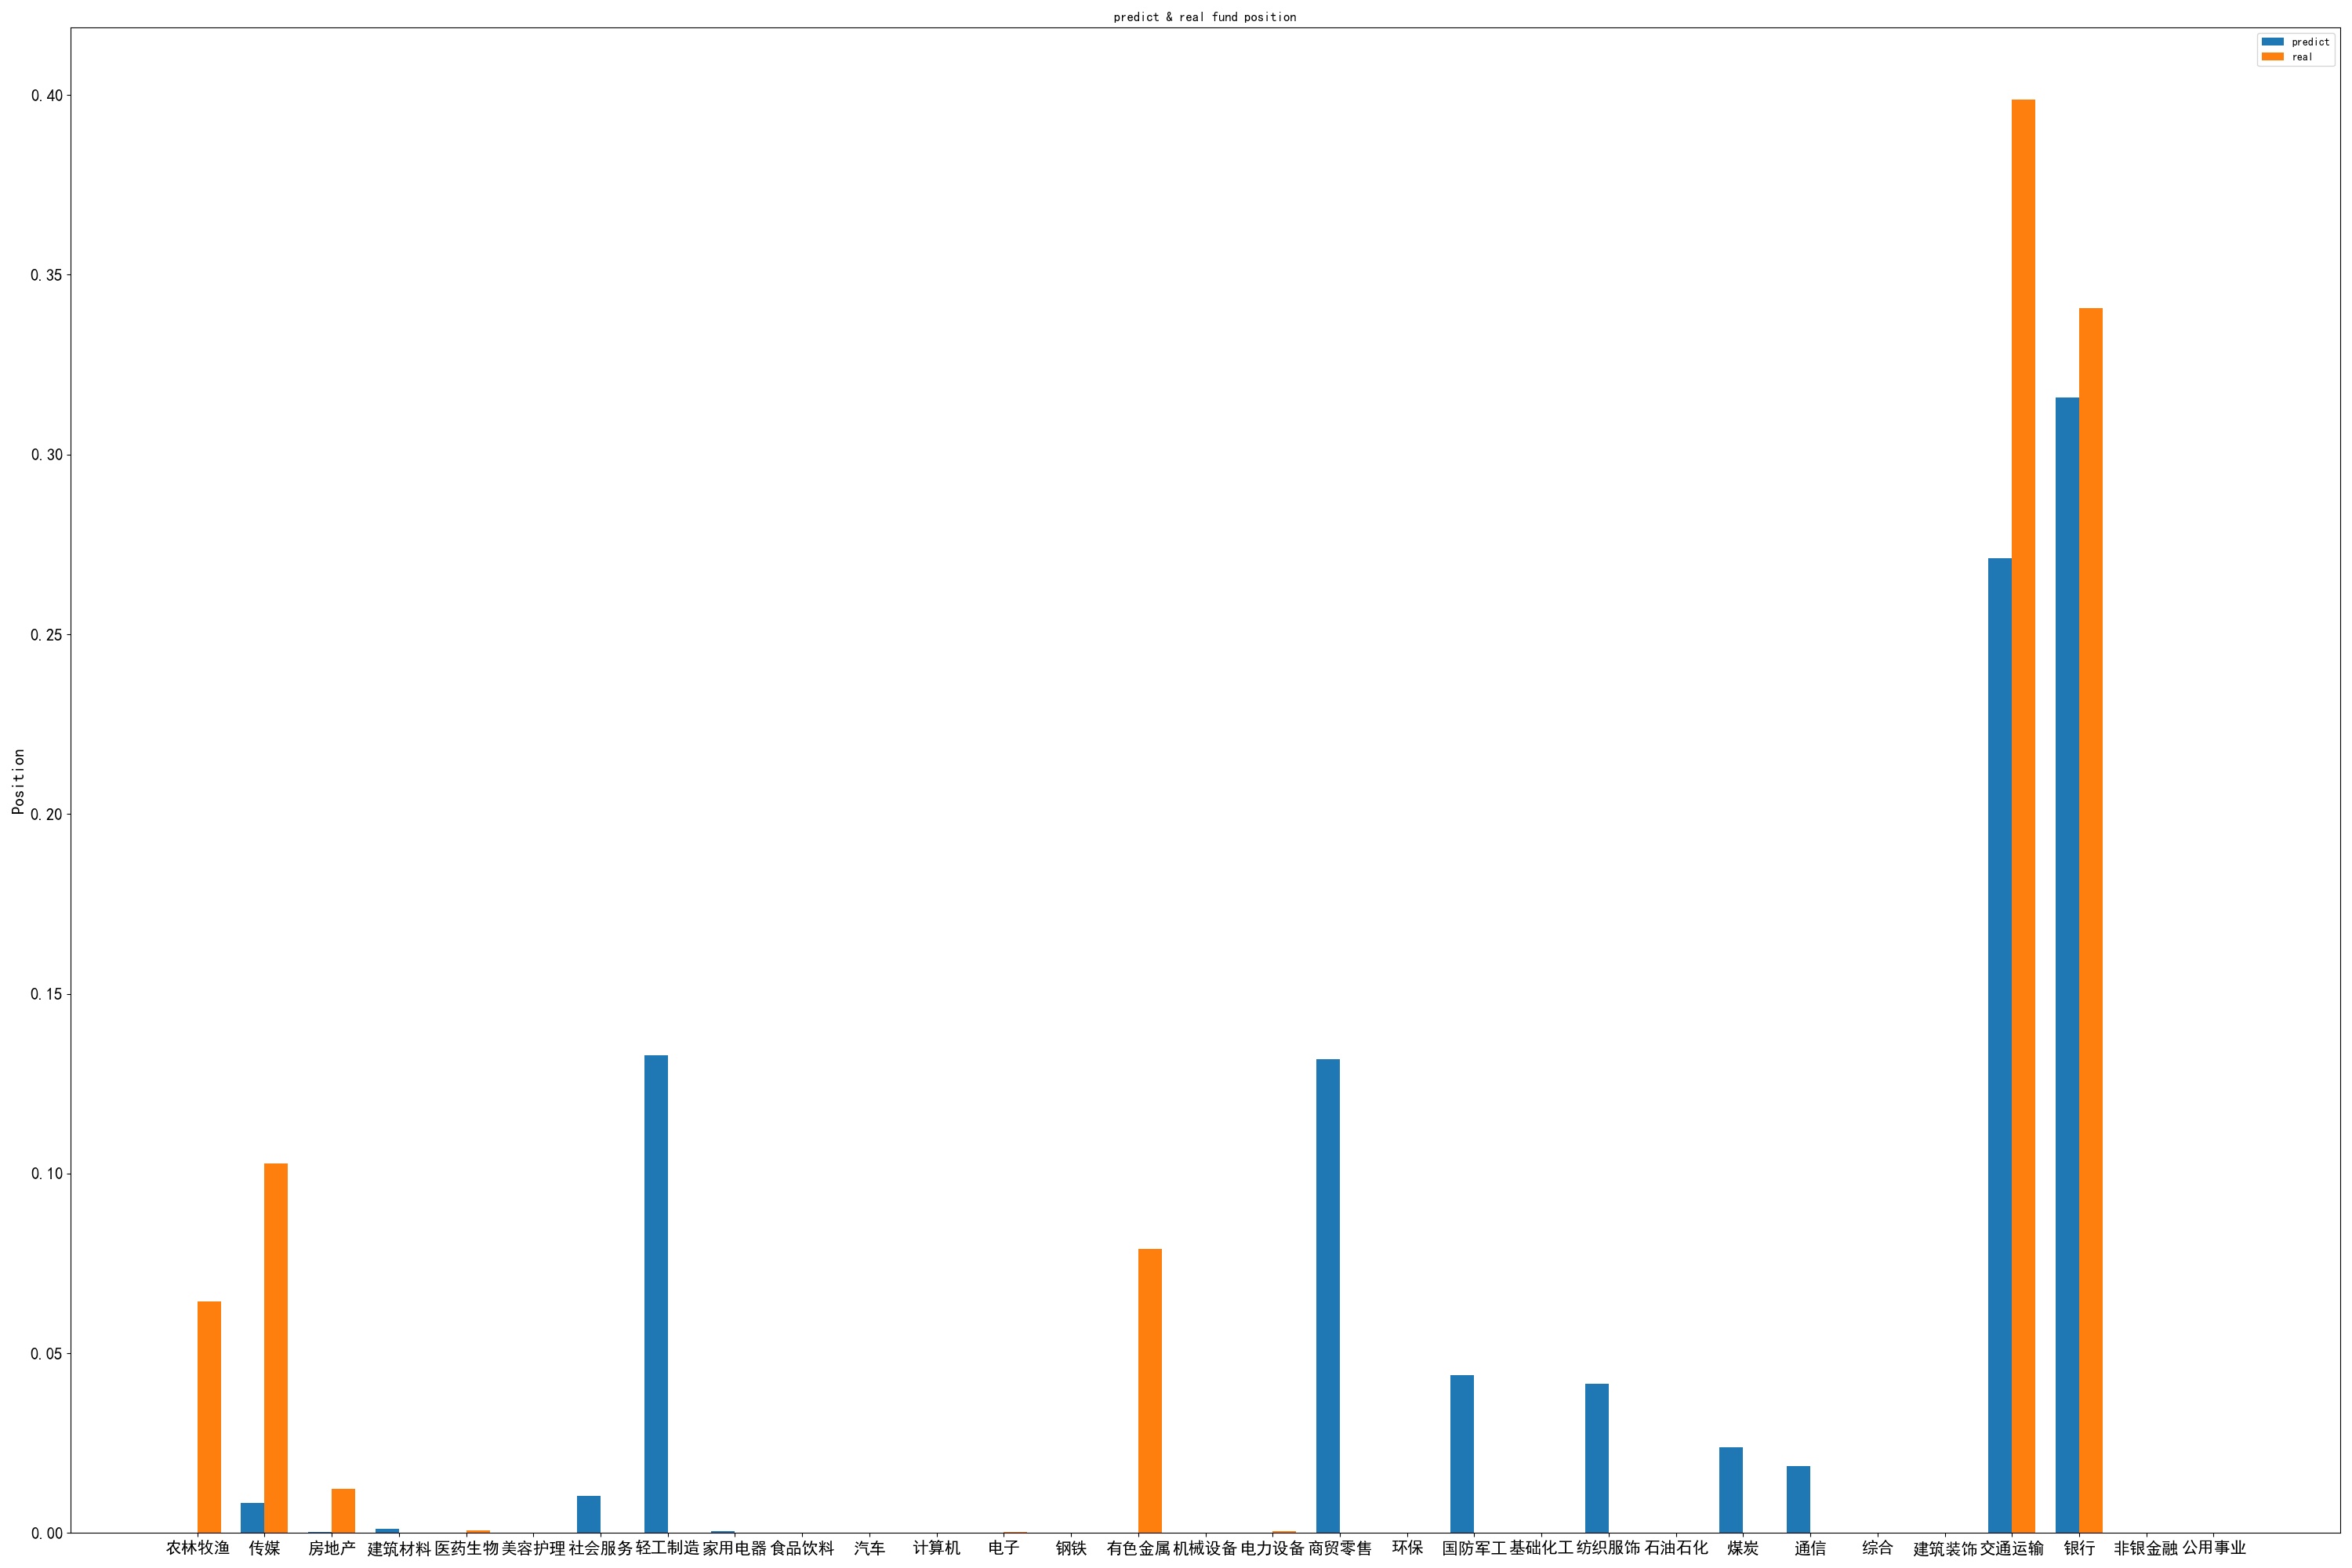 predict & real fund position
predict
real
Position
0.40
0.35
0.30
0.25
0.20
0.15
0.10
0.05
0.00
农林牧渔 传媒 房地产 建筑材料 医药生物 美容护理 社会服务 轻工制造 家用电器 食品饮料 汽车 计算机 电子 钢铁 有色金属 机械设备 电力设备 商贸零售 环保 国防军工 基础化工 纺织服饰 石油石化 煤炭 通信 综合 建筑装饰 交通运输 银行 非银金融 公用事业